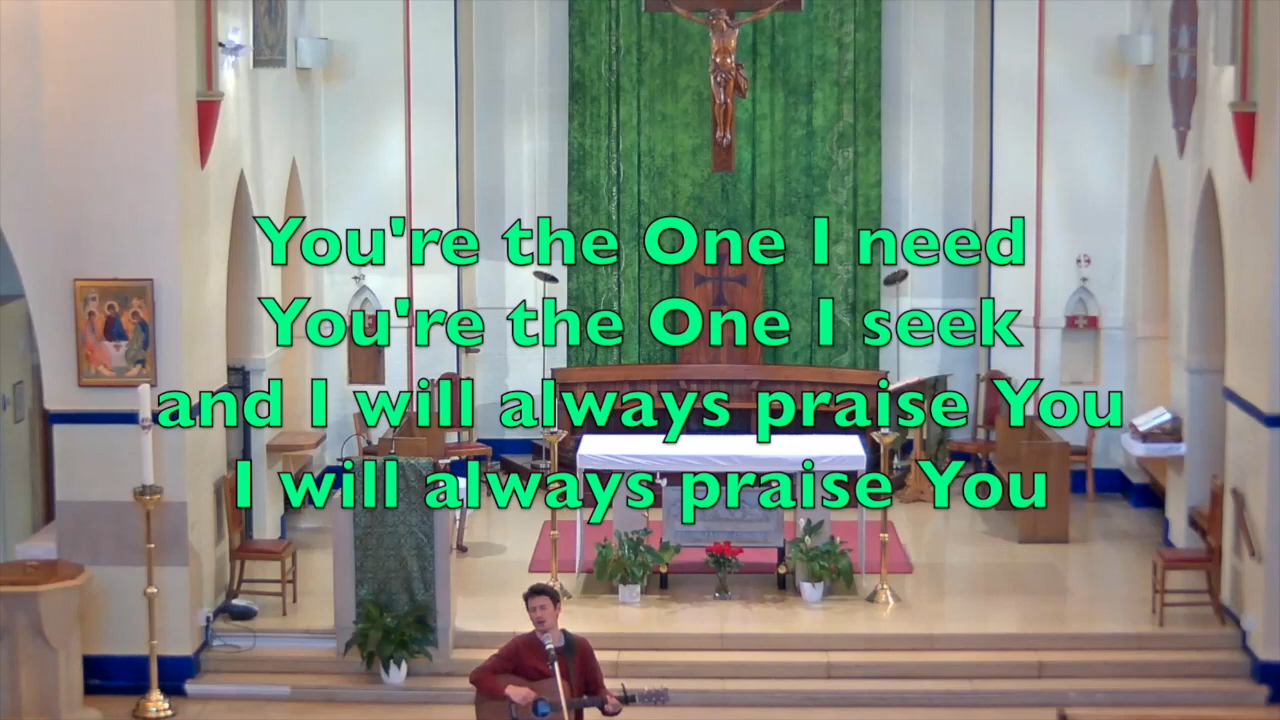 You're the One I need
You're the One I seek
and I will always praise You
I will always praise You